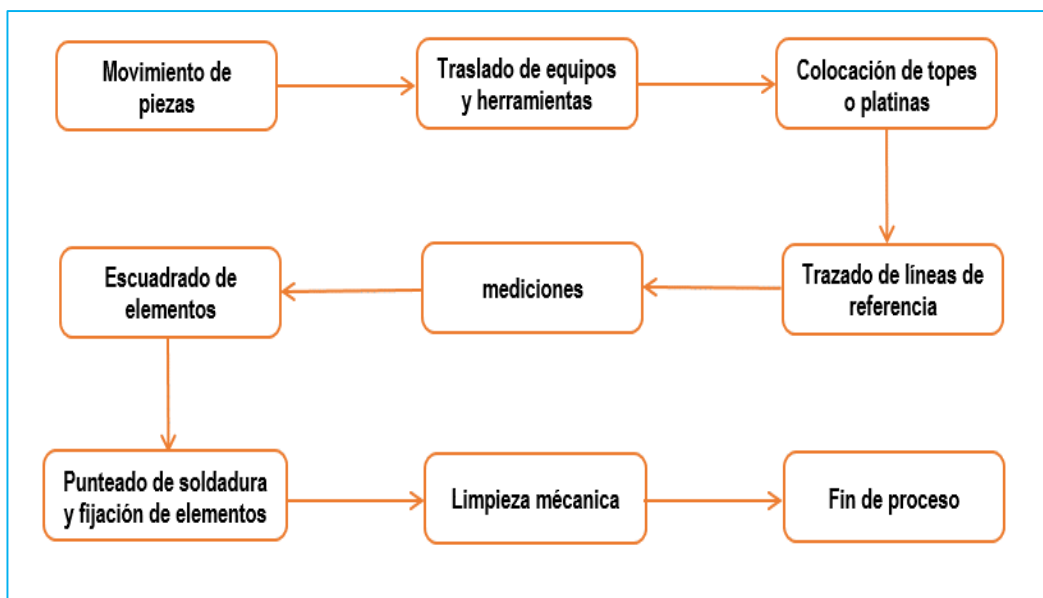 Movimiento de
piezas
Traslado de equipos
y herramientas
Colocación de topes
o platinas
Trazado de líneas de
referencia
mediciones
Escuadrado de
elementos
Punteado de soldadura
y fijación de elementos
Limpieza mécanica
Fin de proceso